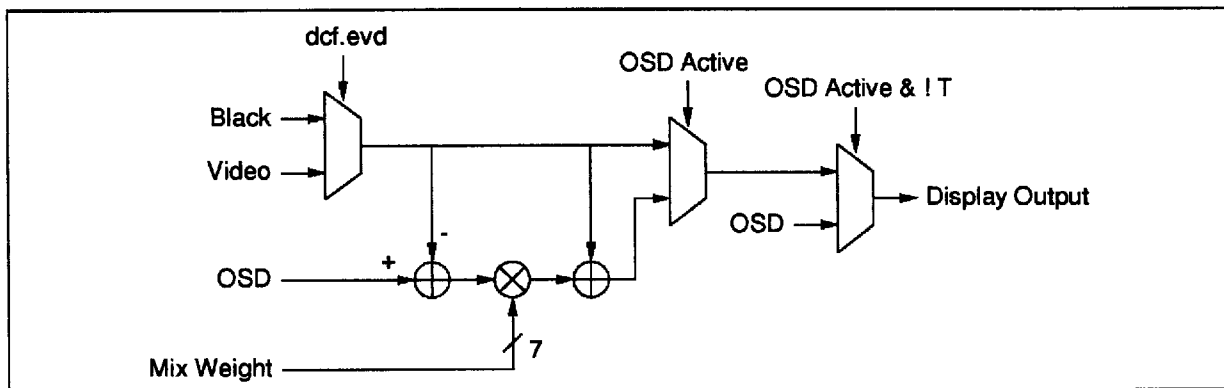 dcf.evd
OSD Active
OSD Active & ! T
Black
Video
Display Output
OSD
-
+
OSD
7
Mix Weight